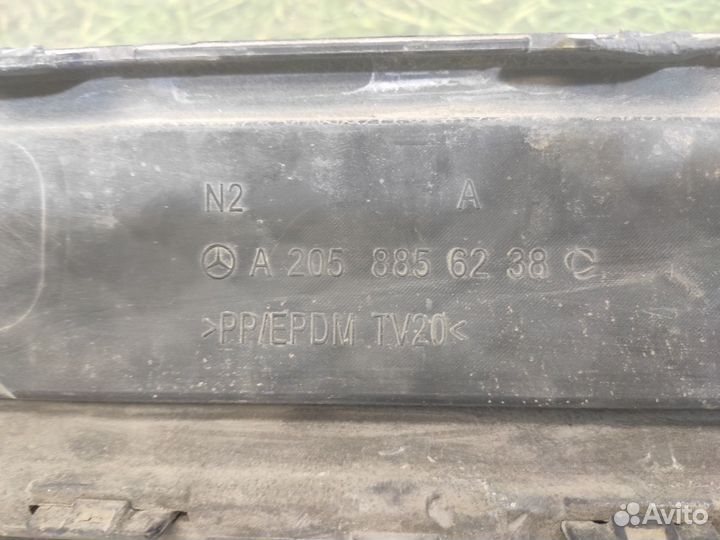 N2 A
A 205 885 62 38
>PP/EPDM TV20<
Avito